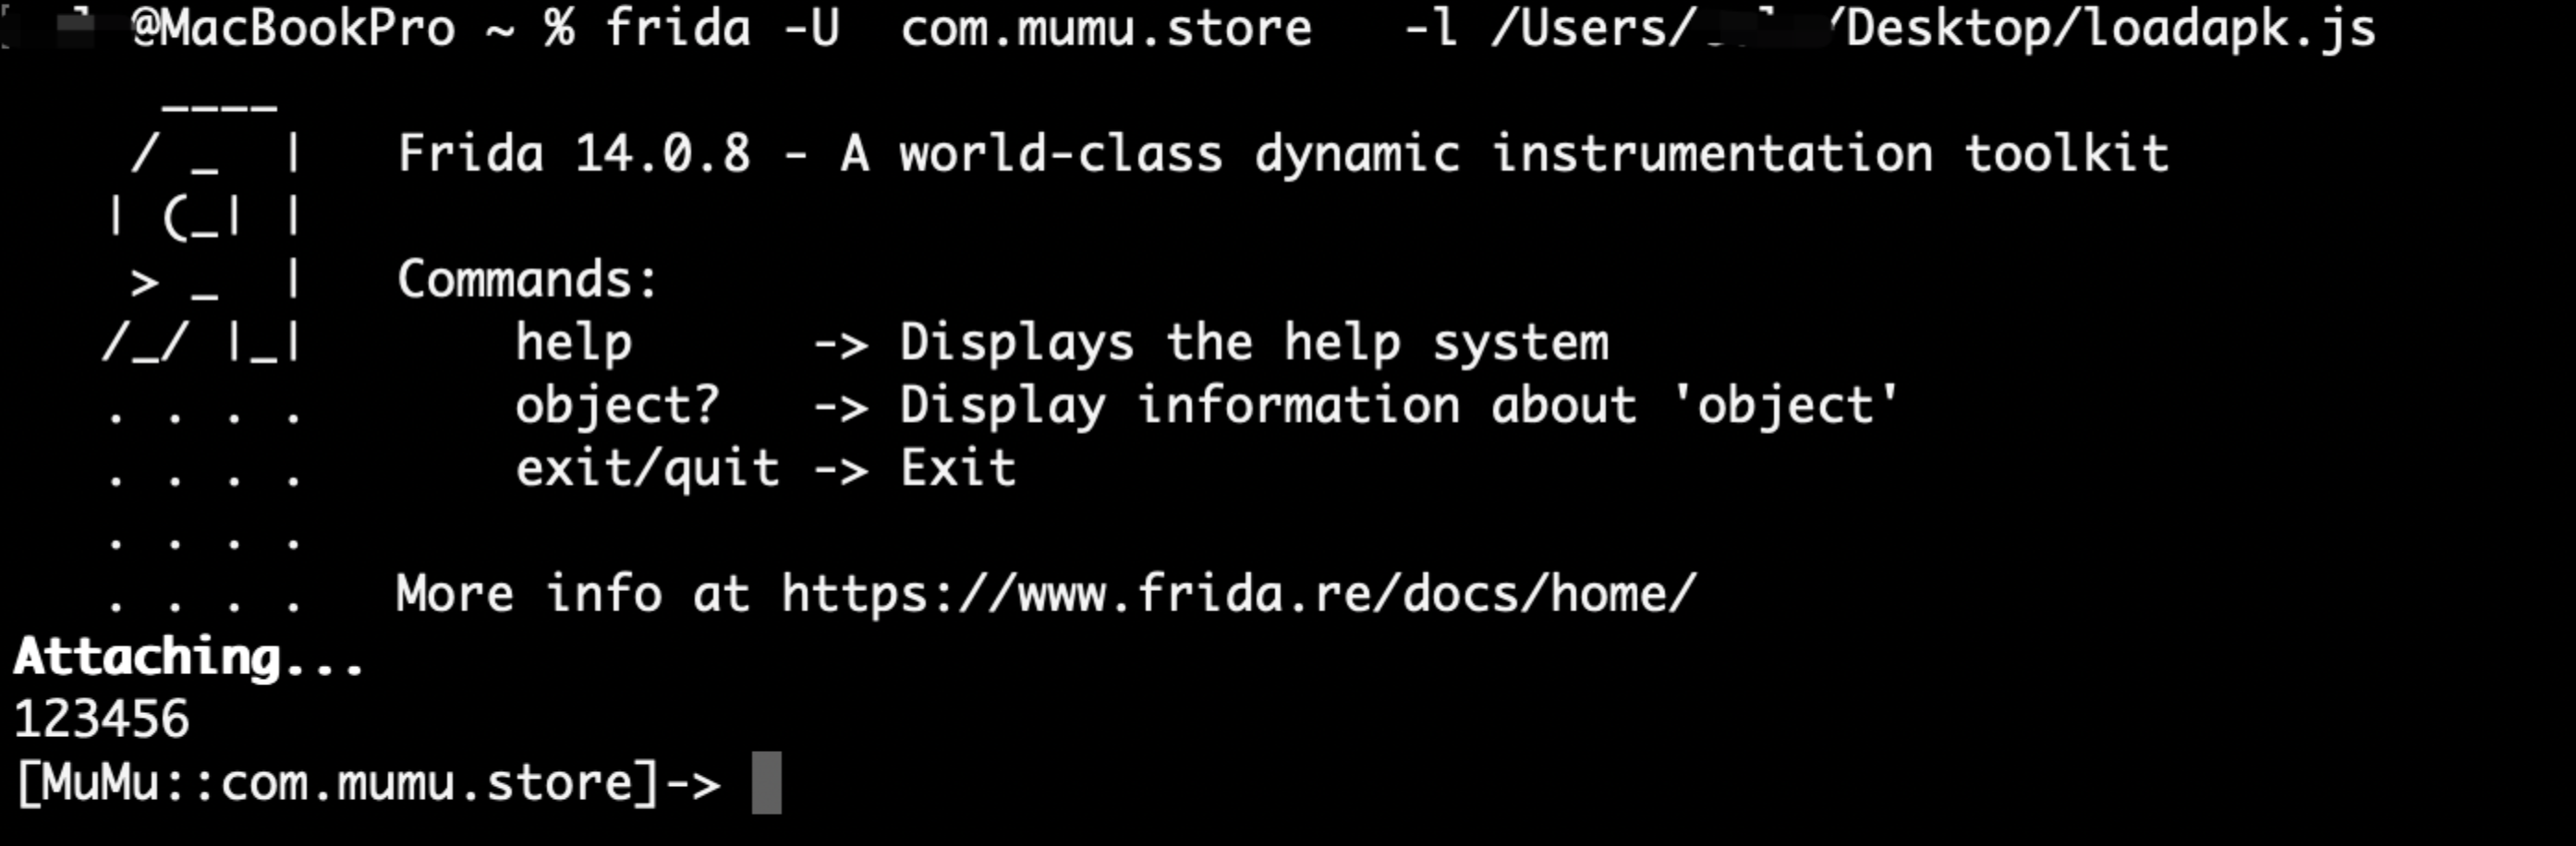 @MacBookPro ~ % frida -U  com.mumu.store   -l /Users/ /Desktop/loadapk.js
     ____
    / _  |   Frida 14.0.8 - A world-class dynamic instrumentation toolkit
   | (_| |
    > _  |   Commands:
   /_/ |_|       help      -> Displays the help system
   . . . .       object?   -> Display information about 'object'
   . . . .       exit/quit -> Exit
   . . . .
   . . . .   More info at https://www.frida.re/docs/home/
Attaching...
123456
[MuMu::com.mumu.store]->